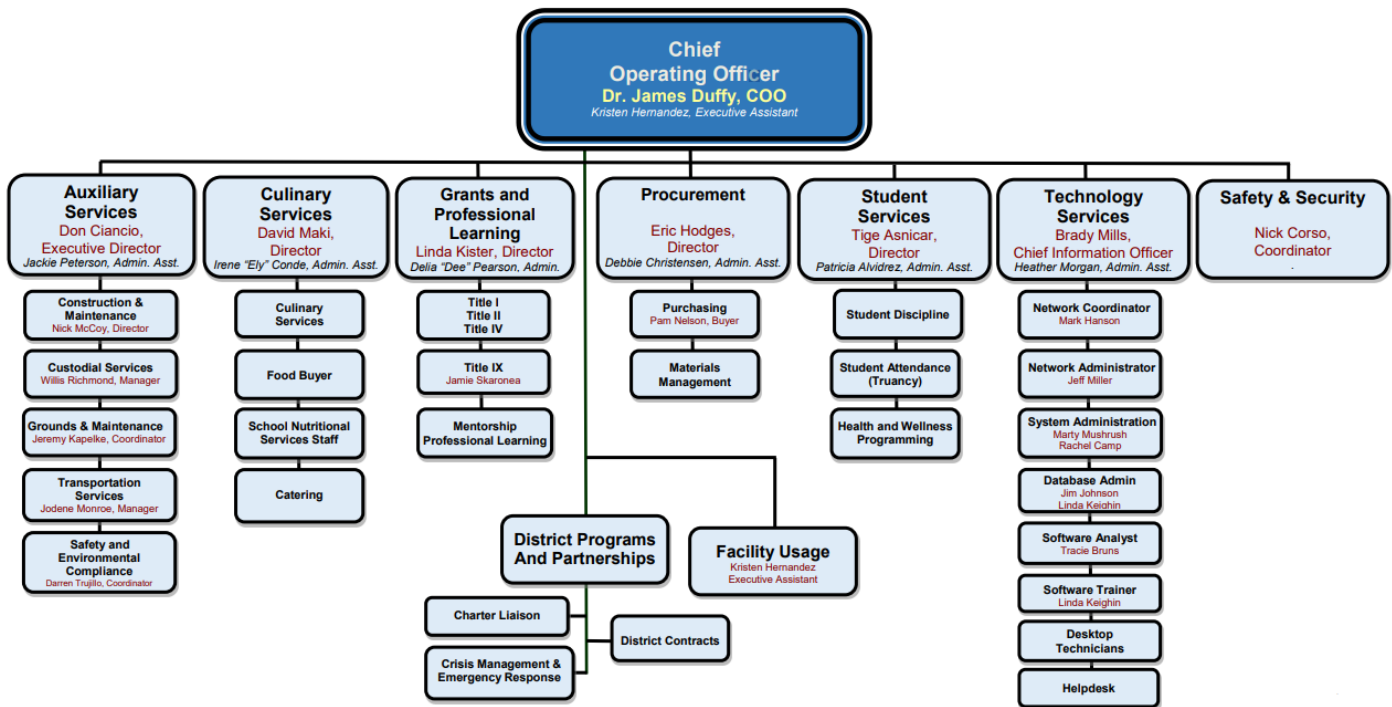 Chief
Operating Officer
Dr. James Duffy, COO
Kristen Hernandez, Executive Assistant
Auxiliary
Services
Don Ciancio,
Executive Director
Jackie Peterson, Admin. Asst.
Construction &
Maintenance
Nick McCoy, Director
Custodial Services
Willis Richmond, Manager
Grounds & Maintenance
Jeremy Kapelke, Coordinator
Transportation
Services
Jodene Monroe, Manager
Safety and
Environmental
Compliance
Darren Trujillo, Coordinator
Culinary
Services
David Maki,
Director
Irene “Ely” Conde, Admin. Asst.
Culinary
Services
Food Buyer
School Nutritional
Services Staff
Catering
Grants and
Professional
Learning
Linda Kister, Director
Delia “Dee” Pearson, Admin.
Title I
Title II
Title IV
Title IX
Jamie Skaronea
Mentorship
Professional Learning
Procurement
Eric Hodges,
Director
Debbie Christensen, Admin. Asst.
Purchasing
Pam Nelson, Buyer
Materials
Management
Student
Services
Tige Asnicar,
Director
Patricia Alvidrez, Admin. Asst.
Student Discipline
Student Attendance
(Truancy)
Health and Wellness
Programming
Technology
Services
Brady Mills,
Chief Information Officer
Heather Morgan, Admin. Asst.
Network Coordinator
Mark Hanson
Network Administrator
Jeff Miller
System Administration
Marty Mushrush
Rachel Camp
Database Admin
Jim Johnson
Linda Keighin
Software Analyst
Tracie Bruns
Software Trainer
Linda Keighin
Desktop
Technicians
Helpdesk
Safety & Security
Nick Corso,
Coordinator
.
District Programs
And Partnerships
Facility Usage
Kristen Hernandez
Executive Assistant
Charter Liaison
District Contracts
Crisis Management &
Emergency Response